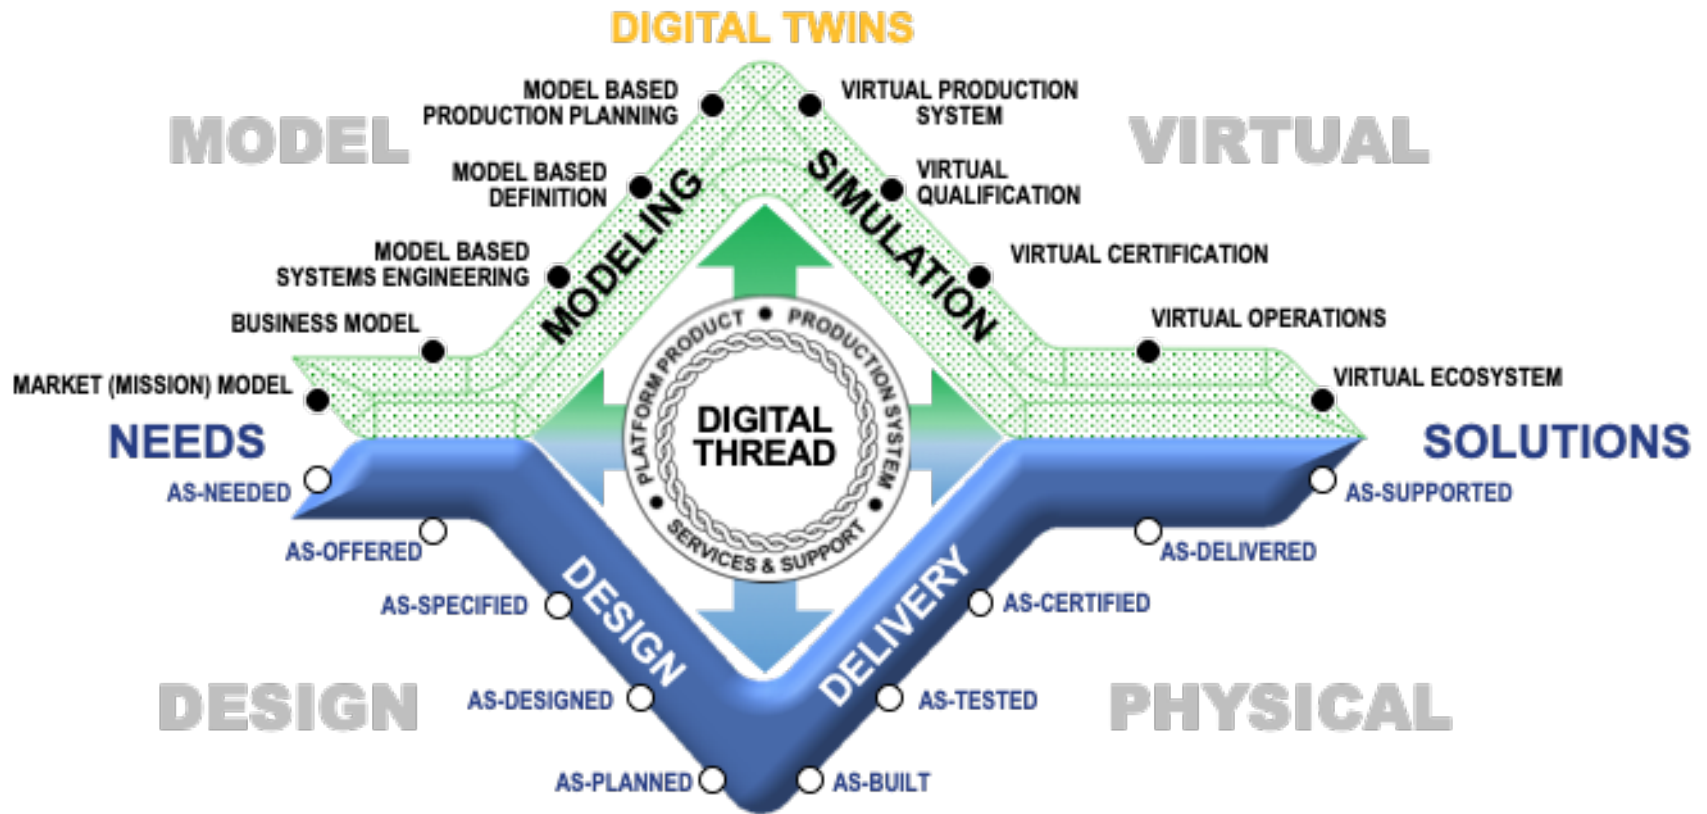 DIGITAL TWINS
MODEL BASED
PRODUCTION PLANNING
VIRTUAL PRODUCTION
SYSTEM
MODEL
VIRTUAL
MODEL BASED
DEFINITION
VIRTUAL
QUALIFICATION
MODELING
SIMULATION
MODEL BASED
SYSTEMS ENGINEERING
VIRTUAL CERTIFICATION
BUSINESS MODEL
VIRTUAL OPERATIONS
MARKET (MISSION) MODEL
VIRTUAL ECOSYSTEM
PLATFORM PRODUCT • PRODUCTION SYSTEM • SERVICES & SUPPORT •
DIGITAL
THREAD
NEEDS
SOLUTIONS
AS-NEEDED
AS-SUPPORTED
AS-OFFERED
AS-DELIVERED
AS-SPECIFIED
AS-CERTIFIED
DESIGN
DELIVERY
AS-DESIGNED
AS-TESTED
DESIGN
PHYSICAL
AS-PLANNED
AS-BUILT